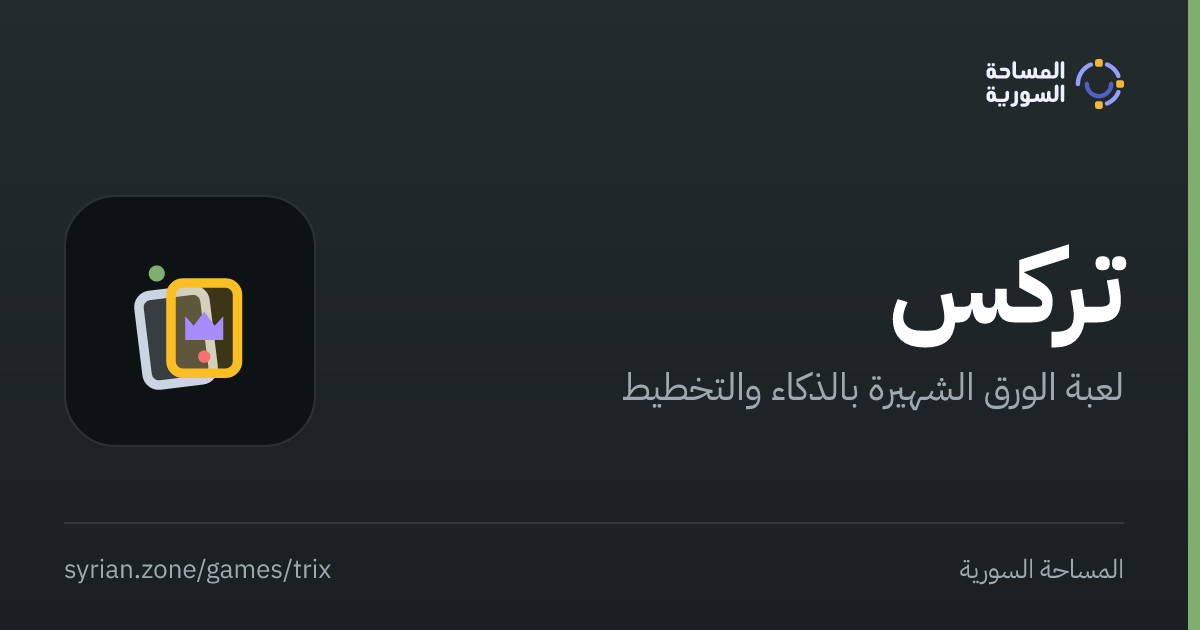 المساحة
السورية
تركس
لعبة الورق الشهيرة بالذكاء والتخطيط
المساحة السورية
syrian.zone/games/trix